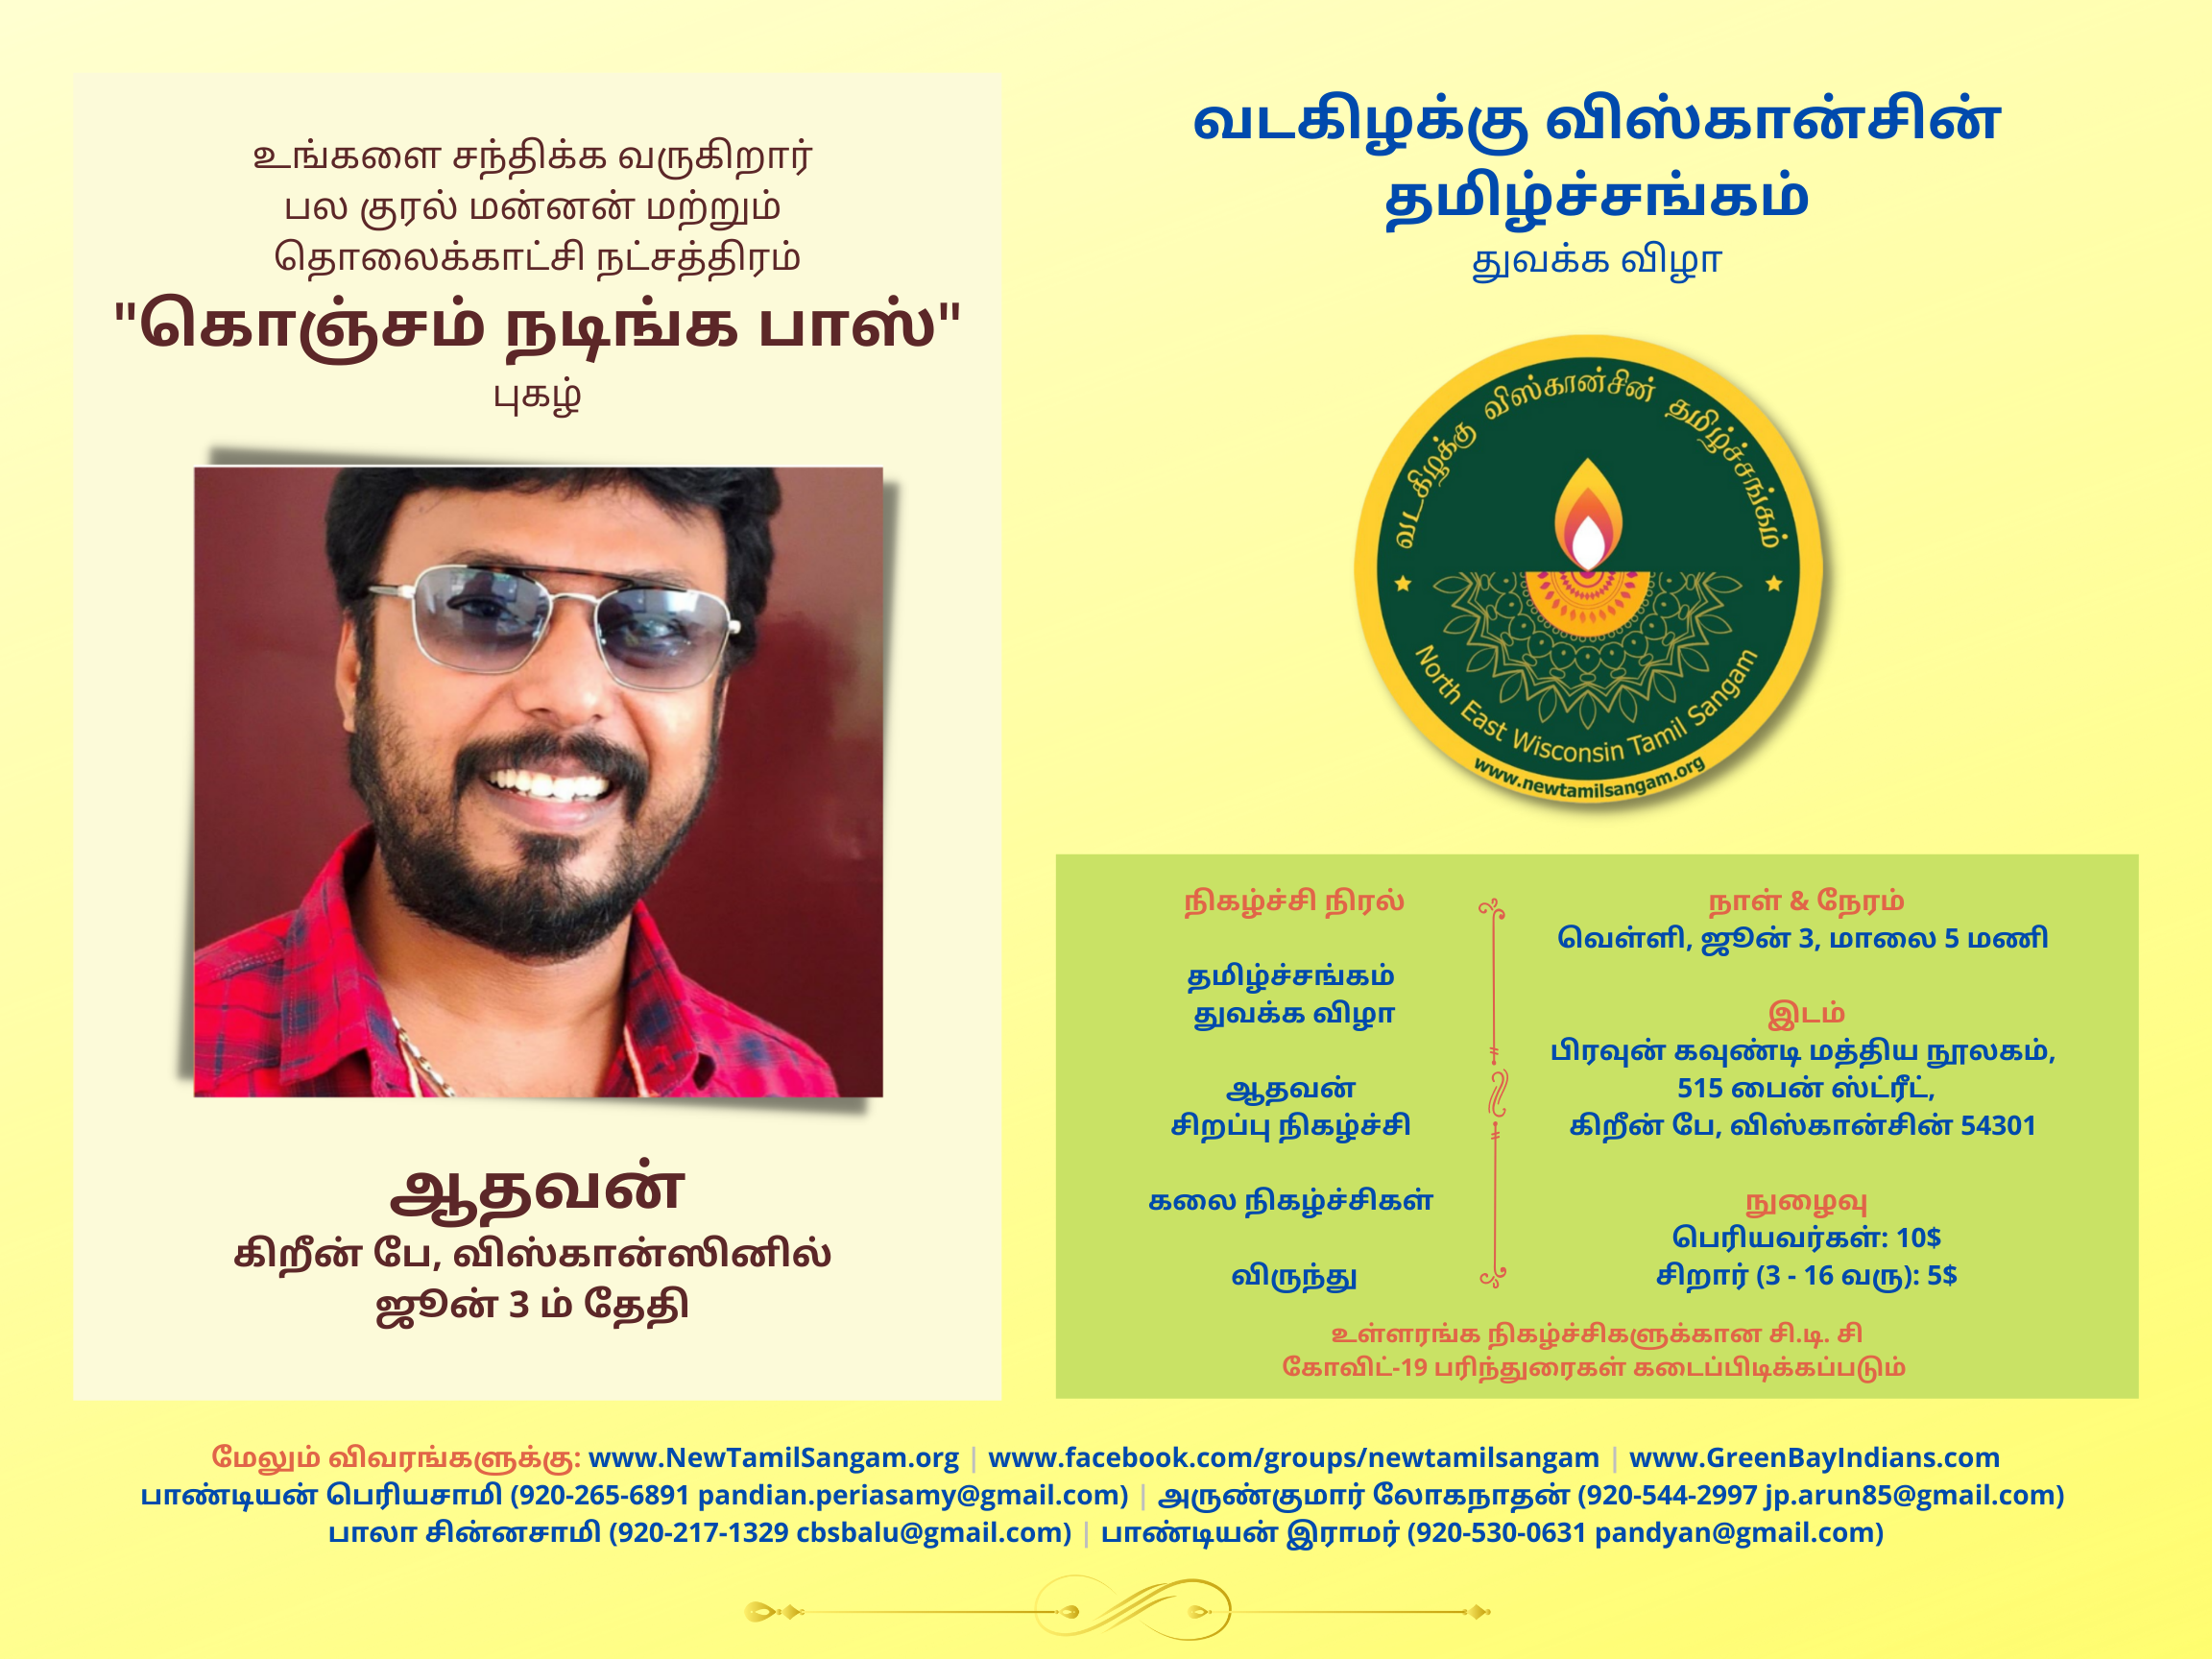 உங்களை சந்திக்க வருகிறார்
பல குரல் மன்னன் மற்றும்
தொலைக்காட்சி நட்சத்திரம்
"கொஞ்சம் நடிங்க பாஸ்"
புகழ்
ஆதவன்
கிறீன் பே, விஸ்கான்ஸினில்
ஜூன் 3 ம் தேதி
வடகிழக்கு விஸ்கான்சின்
தமிழ்ச்சங்கம்
துவக்க விழா
வடகிழக்கு விஸ்கான்சின் தமிழ்ச்சங்கம்
North East Wisconsin Tamil Sangam
www.newtamilsangam.org
நிகழ்ச்சி நிரல்
தமிழ்ச்சங்கம்
துவக்க விழா
ஆதவன்
சிறப்பு நிகழ்ச்சி
கலை நிகழ்ச்சிகள்
விருந்து
நாள் & நேரம்
வெள்ளி, ஜூன் 3, மாலை 5 மணி
இடம்
பிரவுன் கவுண்டி மத்திய நூலகம்,
515 பைன் ஸ்ட்ரீட்,
கிறீன் பே, விஸ்கான்சின் 54301
நுழைவு
பெரியவர்கள்: 10$
சிறார் (3 - 16 வரு): 5$
உள்ளரங்க நிகழ்ச்சிகளுக்கான சி.டி. சி
கோவிட்-19 பரிந்துரைகள் கடைப்பிடிக்கப்படும்
மேலும் விவரங்களுக்கு: www.NewTamilSangam.org | www.facebook.com/groups/newtamilsangam | www.GreenBayIndians.com
பாண்டியன் பெரியசாமி (920-265-6891 pandian.periasamy@gmail.com) | அருண்குமார் லோகநாதன் (920-544-2997 jp.arun85@gmail.com)
பாலா சின்னசாமி (920-217-1329 cbsbalu@gmail.com) | பாண்டியன் இராமர் (920-530-0631 pandyan@gmail.com)